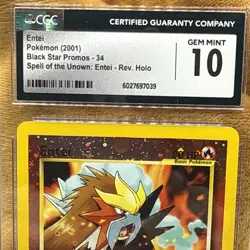 CGC
CERTIFIED GUARANTY COMPANY
Entei
Pokémon (2001)
Black Star Promos - 34
Spell of the Unown: Entei - Rev. Holo
GEM MINT
10
6027697039
Entei
Basic Pokémon